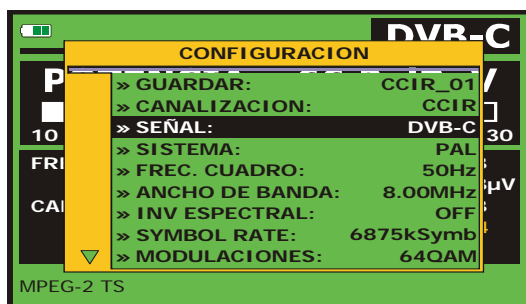 DVB-C
CONFIGURACION
» GUARDAR: CCIR_01
» CANALIZACION: CCIR
» SEÑAL: DVB-C
» SISTEMA: PAL
» FREC. CUADRO: 50Hz
» ANCHO DE BANDA: 8.00MHz
» INV ESPECTRAL: OFF
» SYMBOL RATE: 6875kSymb
» MODULACIONES: 64QAM
10
30
FRE
µV
CA
MPEG-2 TS